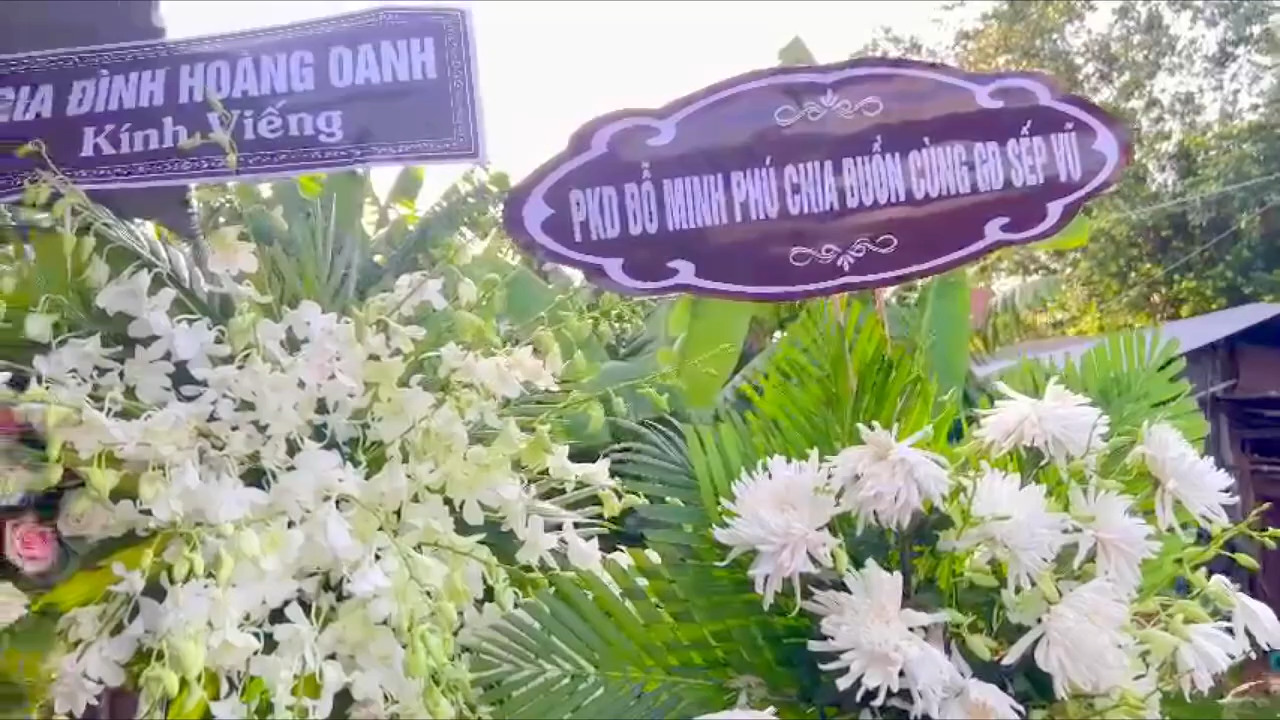 GIA ĐÌNH HOÀNG OANH
Kính Viếng
PKD ĐỖ MINH PHÚ CHIA BUỒN CÙNG GĐ SẾP VŨ